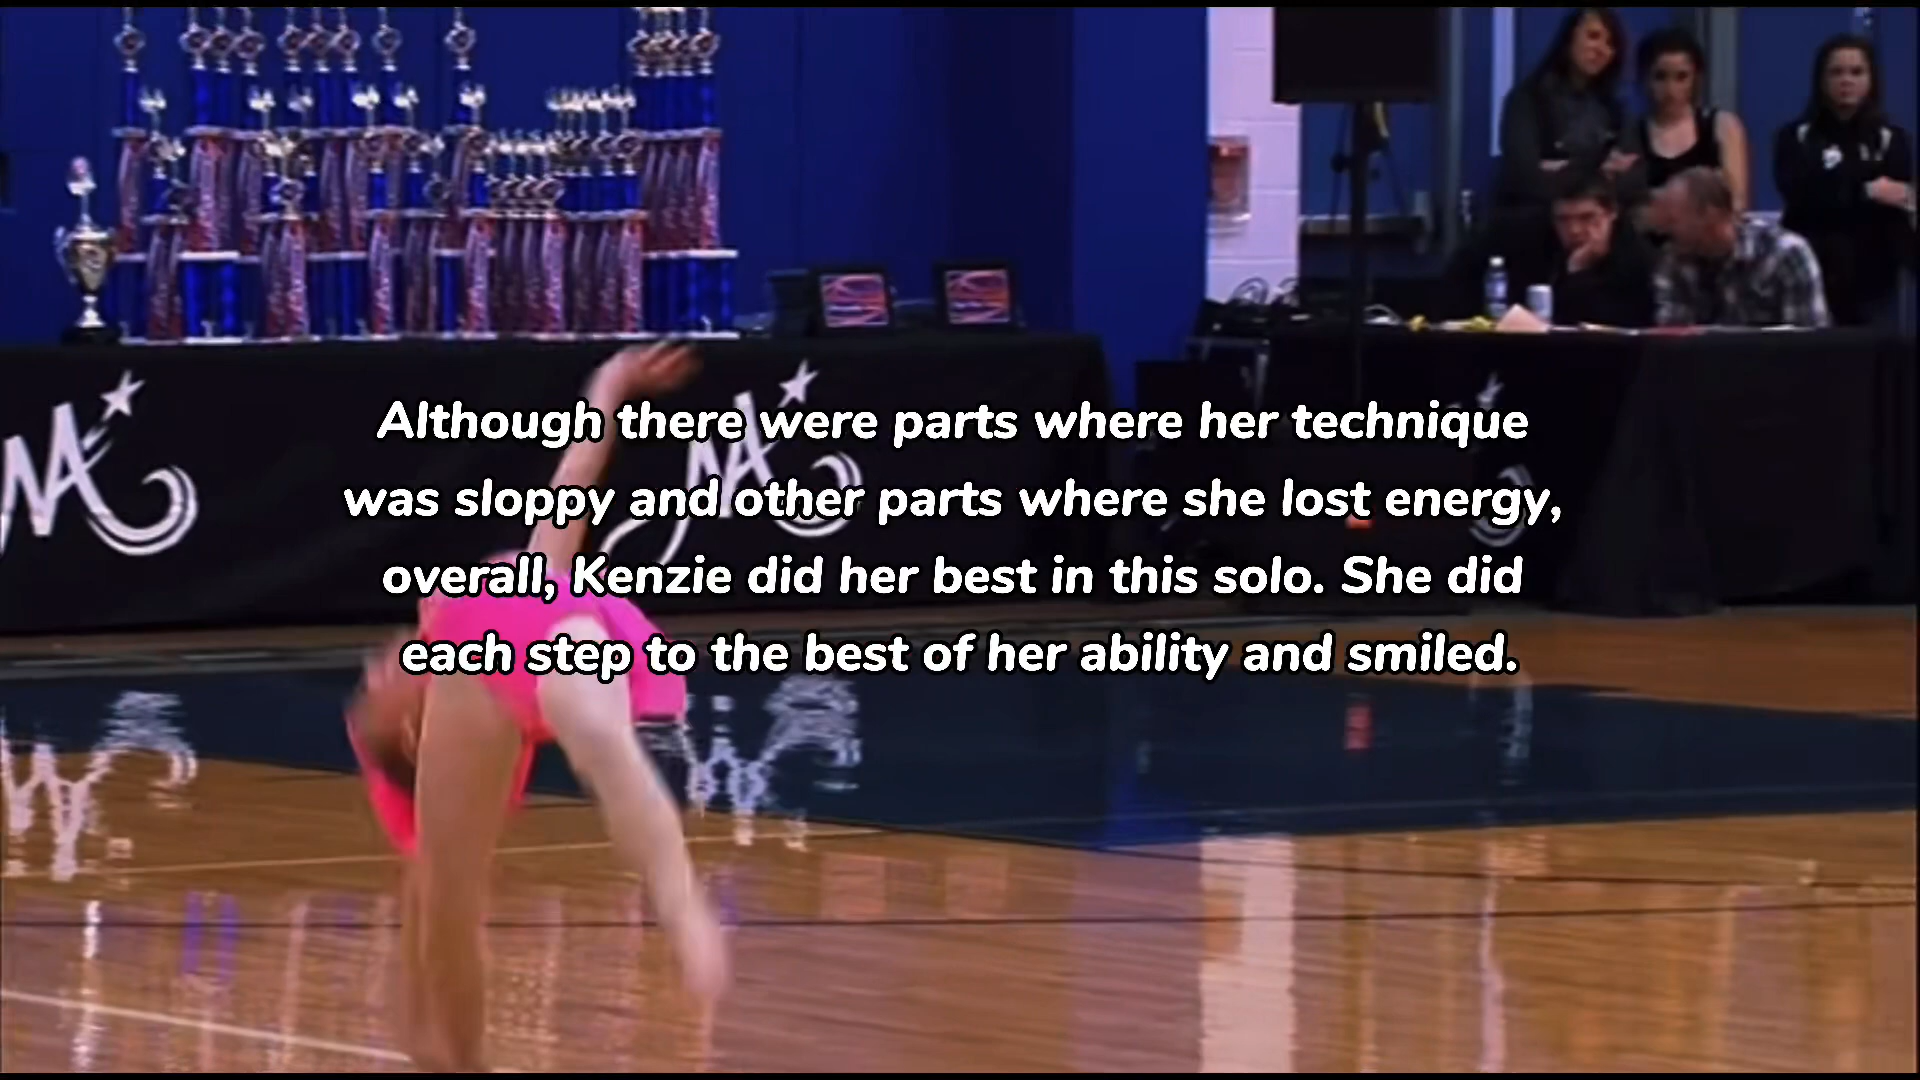 Although there were parts where her technique
was sloppy and other parts where she lost energy,
overall, Kenzie did her best in this solo. She did
each step to the best of her ability and smiled.